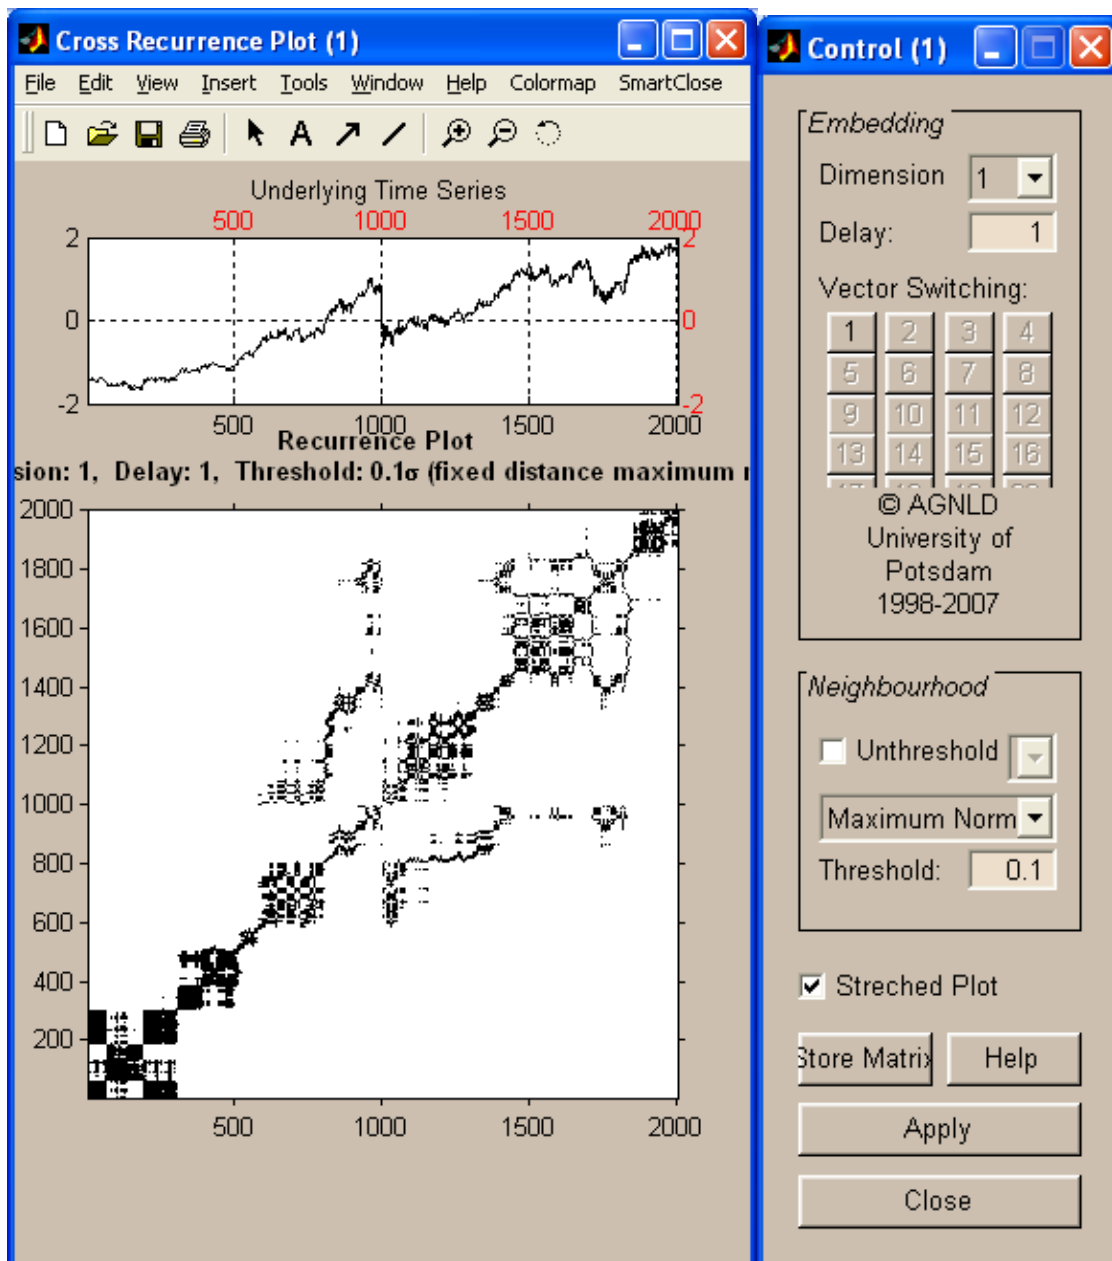 Cross Recurrence Plot (1)
File Edit View Insert Tools Window Help Colormap SmartClose
A
Underlying Time Series
500 1000 1500 2000
2 2
0 0
-2 -2
500 1000 1500 2000
Recurrence Plot
sion: 1, Delay: 1, Threshold: 0.1σ (fixed distance maximum
2000
1800
1600
1400
1200
1000
800
600
400
200
500 1000 1500 2000
Control (1)
Embedding
Dimension 1
Delay: 1
Vector Switching:
1 2 3 4
5 6 7 8
9 10 11 12
13 14 15 16
© AGNLD
University of
Potsdam
1998-2007
Neighbourhood
Unthreshold
Maximum Norm
Threshold: 0.1
Streched Plot
Store Matrix Help
Apply
Close